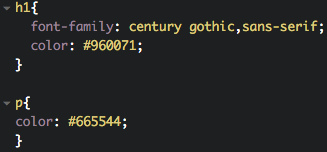 h1{
font-family: century gothic,sans-serif;
color: #960071;
}
p{
color: #665544;
}